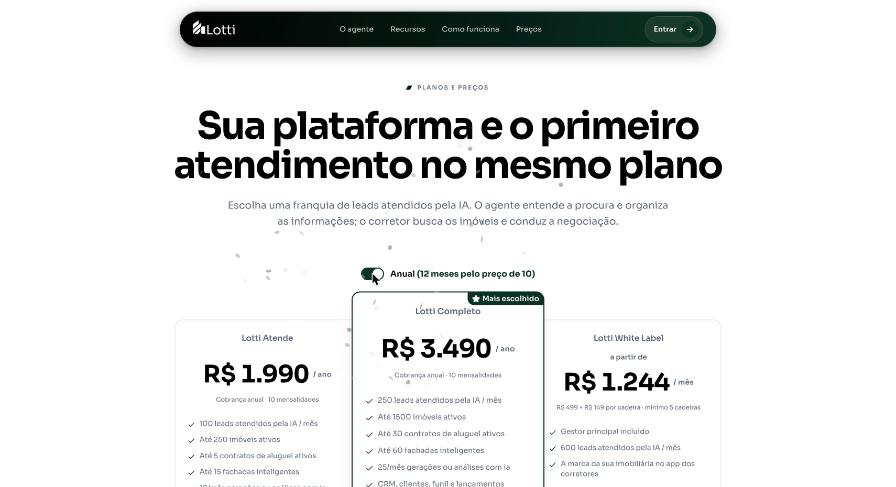 Lotti
O agente
Recursos
Como funciona
Preços
Entrar
PLANOS E PREÇOS
Sua plataforma e o primeiro
atendimento no mesmo plano
Escolha uma franquia de leads atendidos pela IA. O agente entende a procura e organiza
as informações; o corretor busca os imóveis e conduz a negociação.
Anual (12 meses pelo preço de 10)
Lotti Atende
R$ 1.990 / ano
Cobrança anual · 10 mensalidades
100 leads atendidos pela IA / mês
Até 250 imóveis ativos
Até 5 contratos de aluguel ativos
Até 15 fachadas inteligentes
Mais escolhido
Lotti Completo
R$ 3.490 / ano
Cobrança anual · 10 mensalidades
250 leads atendidos pela IA / mês
Até 1500 imóveis ativos
Até 30 contratos de aluguel ativos
Até 60 fachadas inteligentes
25/mês gerações ou análises com ia
CRM, clientes, funil e lançamentos
Lotti White Label
a partir de
R$ 1.244 / mês
R$ 499 + R$ 149 por cadeira · mínimo 5 cadeiras
Gestor principal incluído
600 leads atendidos pela IA / mês
A marca da sua imobiliária no app dos
corretores